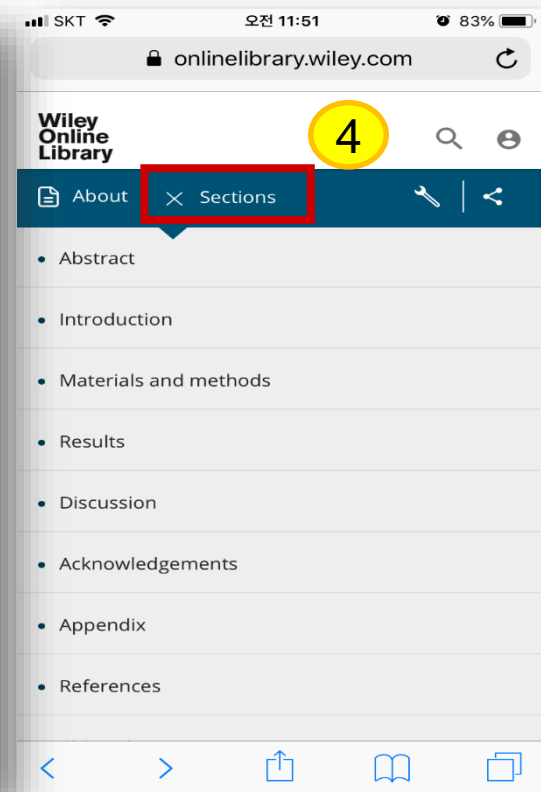 SKT 오전 11:51 83%
onlinelibrary.wiley.com
Wiley
Online
Library
4
About × Sections
• Abstract
• Introduction
• Materials and methods
• Results
• Discussion
• Acknowledgements
• Appendix
• References